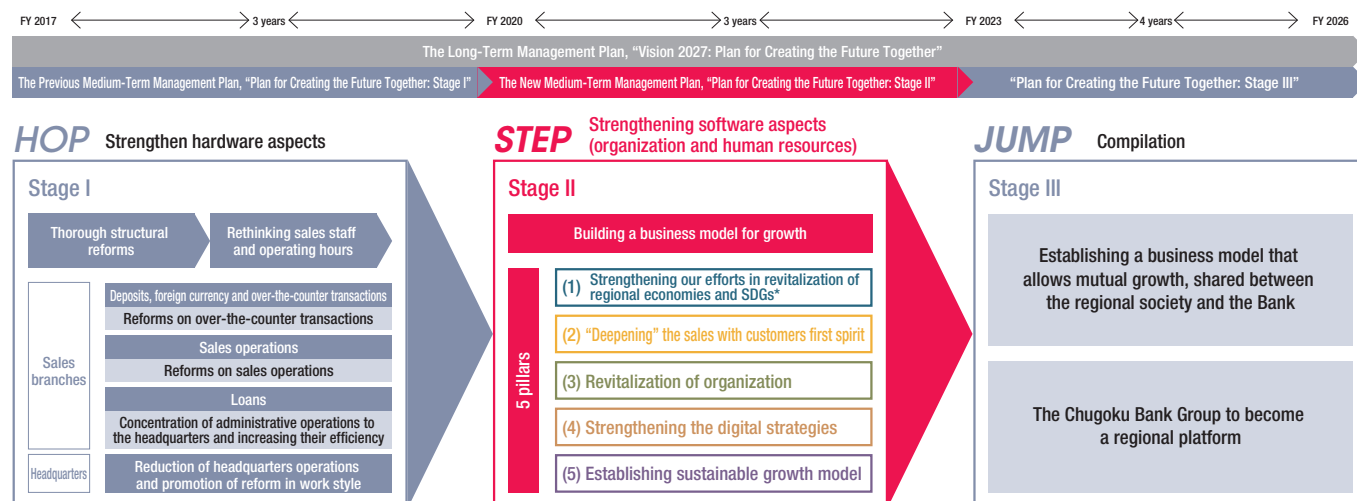 FY 2017
3 years
FY 2020
3 years
FY 2023
4 years
FY 2026
The Long-Term Management Plan, “Vision 2027: Plan for Creating the Future Together”
The Previous Medium-Term Management Plan, “Plan for Creating the Future Together: Stage I”
The New Medium-Term Management Plan, “Plan for Creating the Future Together: Stage II”
“Plan for Creating the Future Together: Stage III”
HOP
Strengthen hardware aspects
Stage I
Thorough structural
reforms
Rethinking sales staff
and operating hours
Sales
branches
Deposits, foreign currency and over-the-counter transactions
Reforms on over-the-counter transactions
Sales operations
Reforms on sales operations
Loans
Concentration of administrative operations to
the headquarters and increasing their efficiency
Headquarters
Reduction of headquarters operations
and promotion of reform in work style
STEP
Strengthening software aspects
(organization and human resources)
Stage II
Building a business model for growth
5 pillars
(1) Strengthening our efforts in revitalization of
regional economies and SDGs*
(2) “Deepening” the sales with customers first spirit
(3) Revitalization of organization
(4) Strengthening the digital strategies
(5) Establishing sustainable growth model
JUMP
Compilation
Stage III
Establishing a business model that
allows mutual growth, shared between
the regional society and the Bank
The Chugoku Bank Group to become
a regional platform